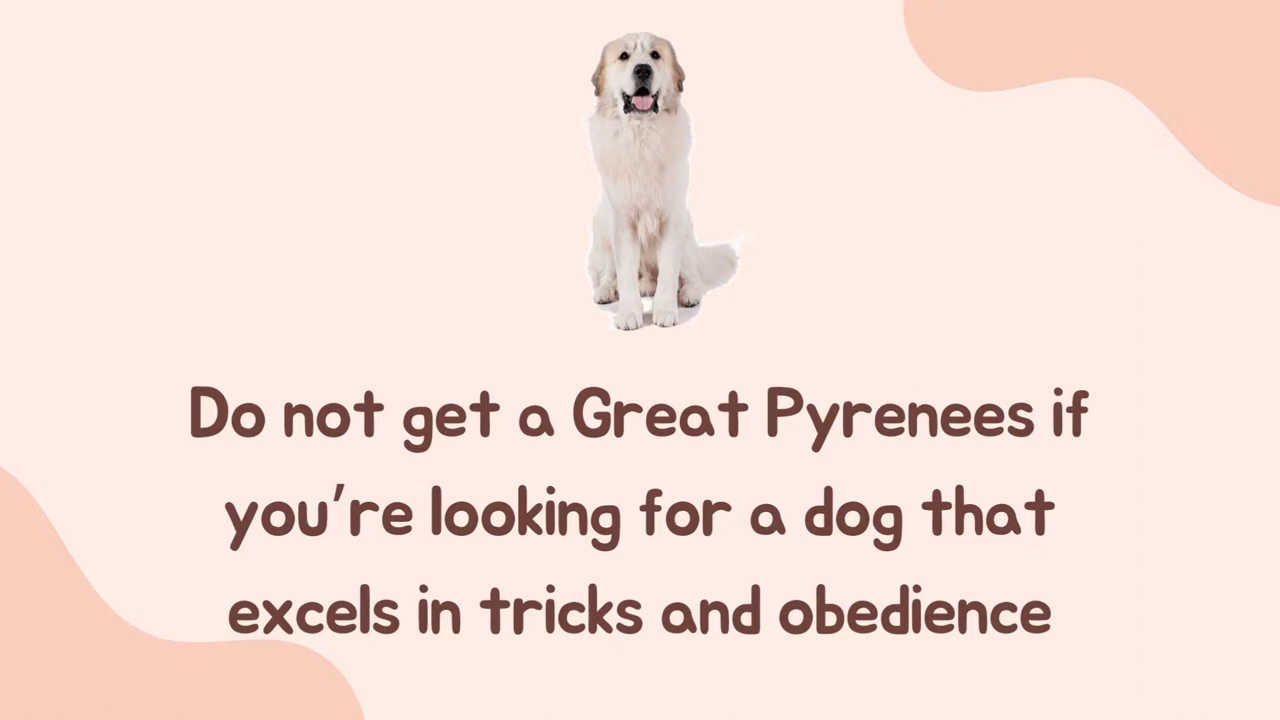 Do not get a Great Pyrenees if
you're looking for a dog that
excels in tricks and obedience